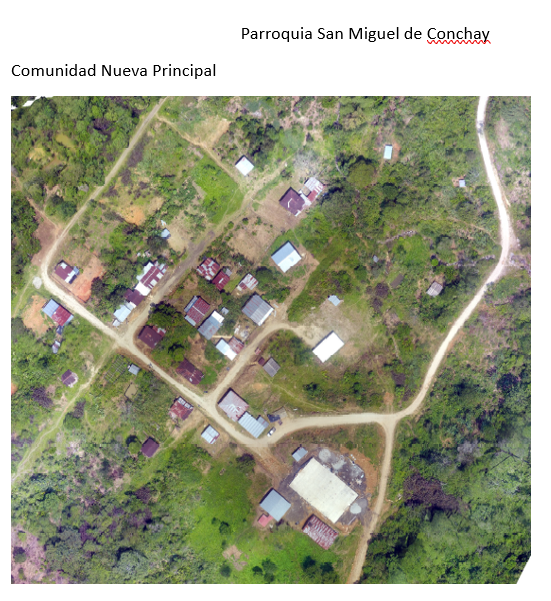 Parroquia San Miguel de Conchay
Comunidad Nueva Principal